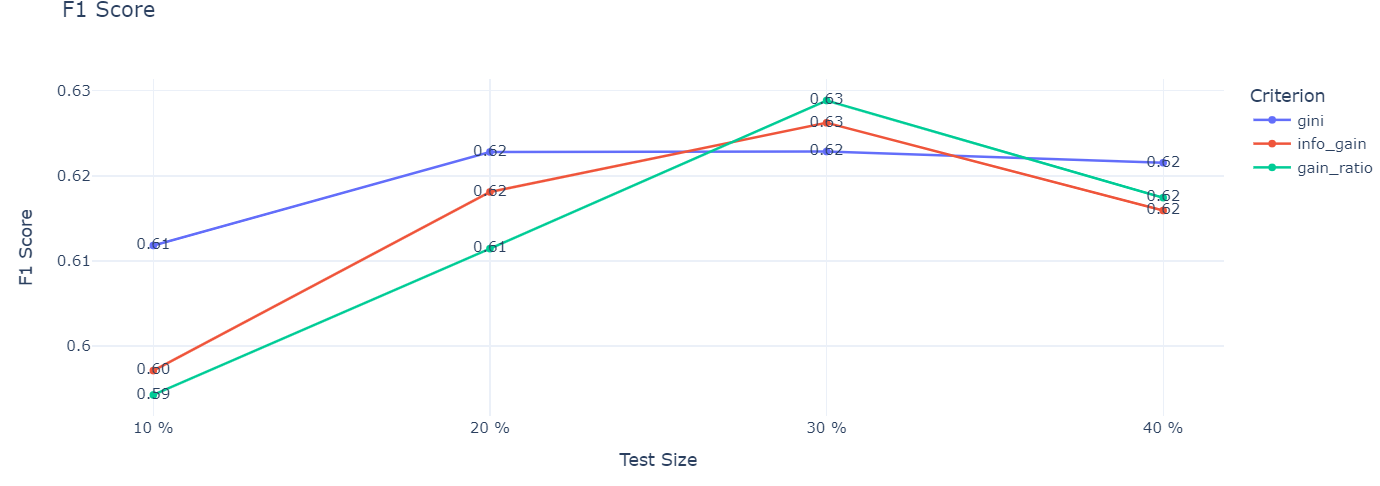 F1 Score
0.63
0.62
0.61
0.6
F1 Score
0.61
0.60
0.59
0.62
0.62
0.61
0.63
0.63
0.62
0.62
0.62
0.62
10 %
20 %
30 %
40 %
Test Size
Criterion
gini
info_gain
gain_ratio